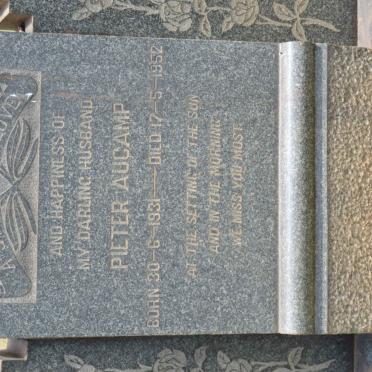 AND HAPPINESS OF
MY DARLING HUSBAND
PIETER AUCAMP
BORN 30-6-1931 — DIED 17-5-1952
AT THE SETTING OF THE SUN
AND IN THE MORNING
WE MISS YOU MOST